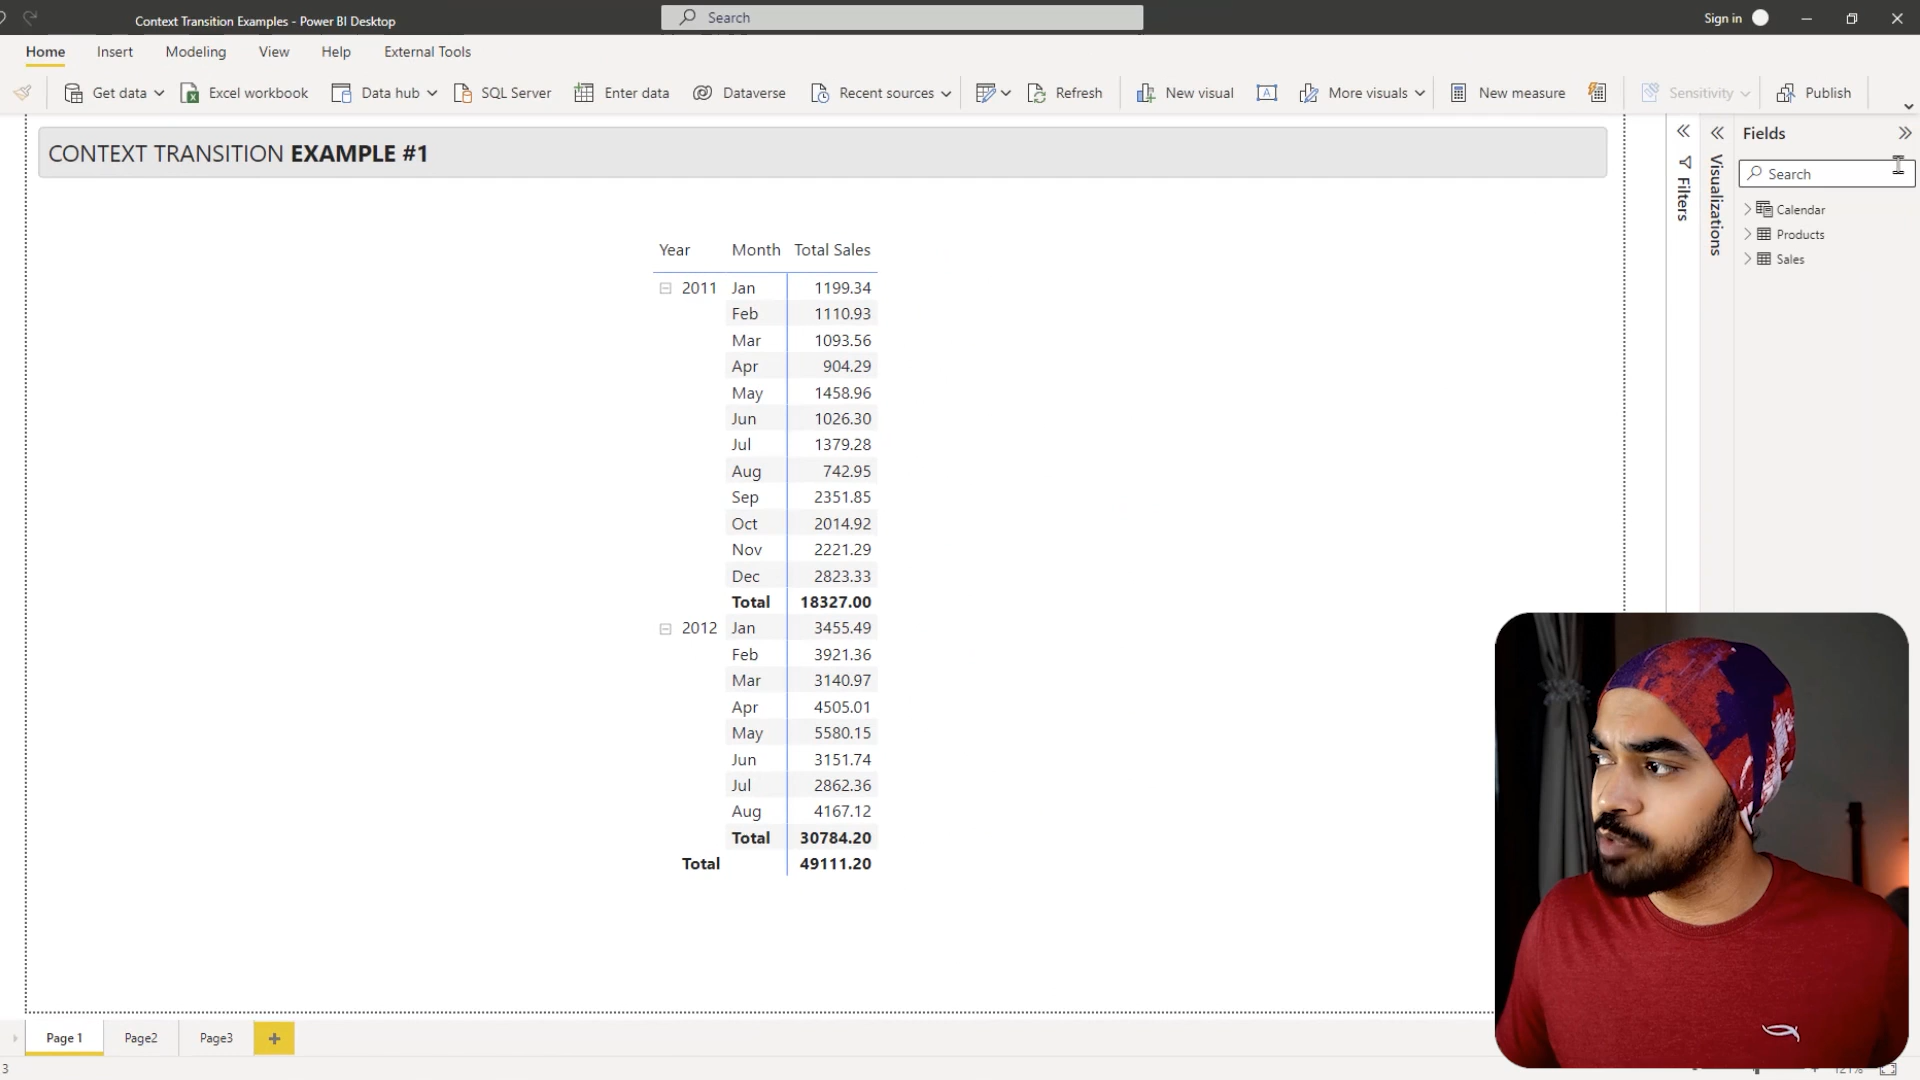 Context Transition Examples - Power BI Desktop
Search
Sign in
Home Insert Modeling View Help External Tools
Get data Excel workbook Data hub SQL Server Enter data Dataverse Recent sources Refresh New visual A More visuals New measure Sensitivity Publish
CONTEXT TRANSITION EXAMPLE #1
Year Month Total Sales
2011 Jan 1199.34
Feb 1110.93
Mar 1093.56
Apr 904.29
May 1458.96
Jun 1026.30
Jul 1379.28
Aug 742.95
Sep 2351.85
Oct 2014.92
Nov 2221.29
Dec 2823.33
Total 18327.00
2012 Jan 3455.49
Feb 3921.36
Mar 3140.97
Apr 4505.01
May 5580.15
Jun 3151.74
Jul 2862.36
Aug 4167.12
Total 30784.20
Total 49111.20
Filters
Visualizations
Fields
Search
Calendar
Products
Sales
Page 1 Page2 Page3
3
121%